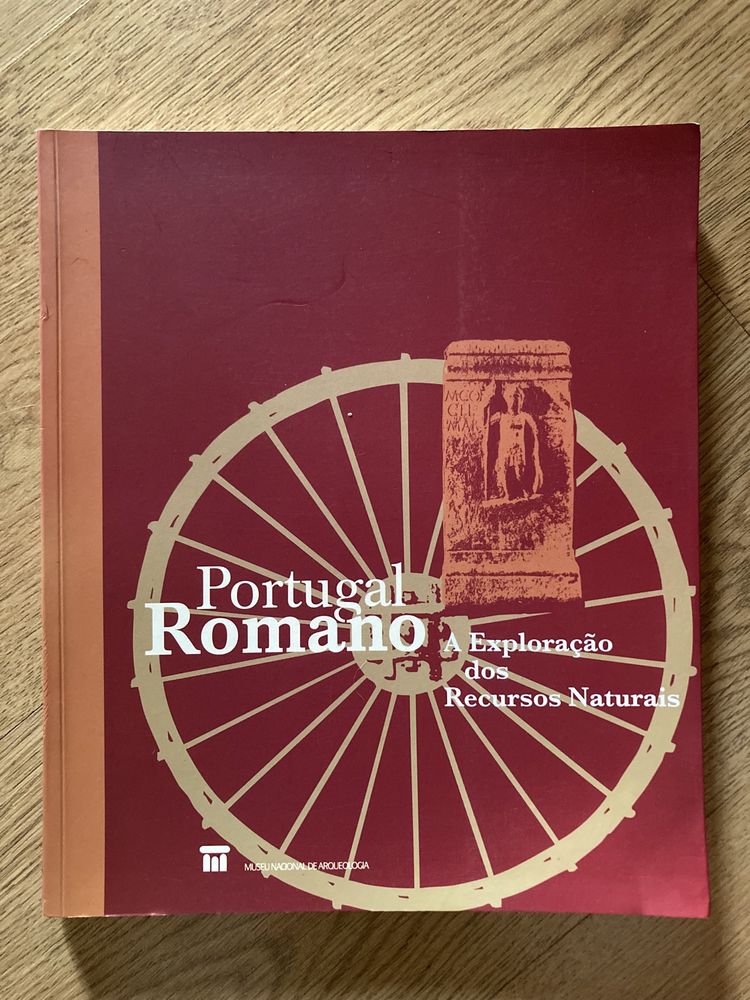 Portugal
Romano
A Exploração
dos
Recursos Naturais
MUSEU NACIONAL DE ARQUEOLOGIA